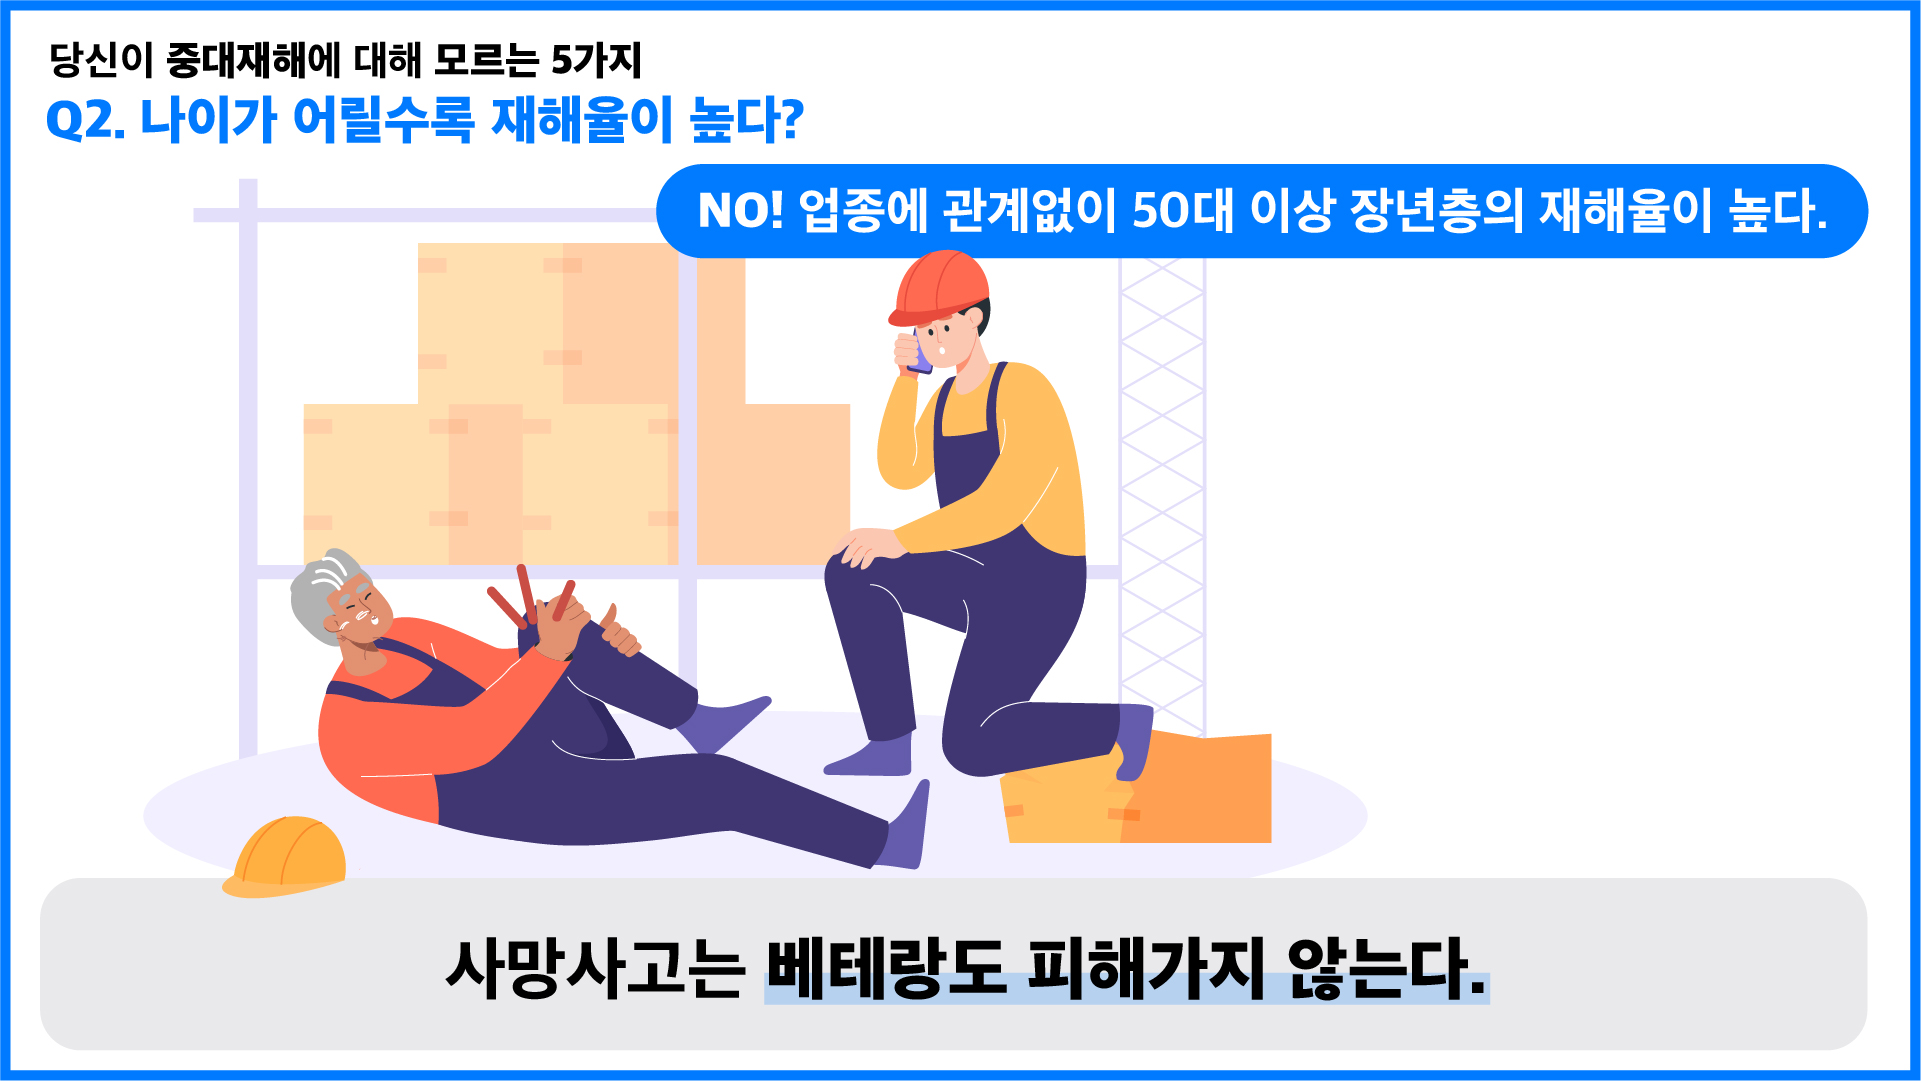 당신이 중대재해에 대해 모르는 5가지
Q2. 나이가 어릴수록 재해율이 높다?
NO! 업종에 관계없이 50대 이상 장년층의 재해율이 높다.
사망사고는 베테랑도 피해가지 않는다.